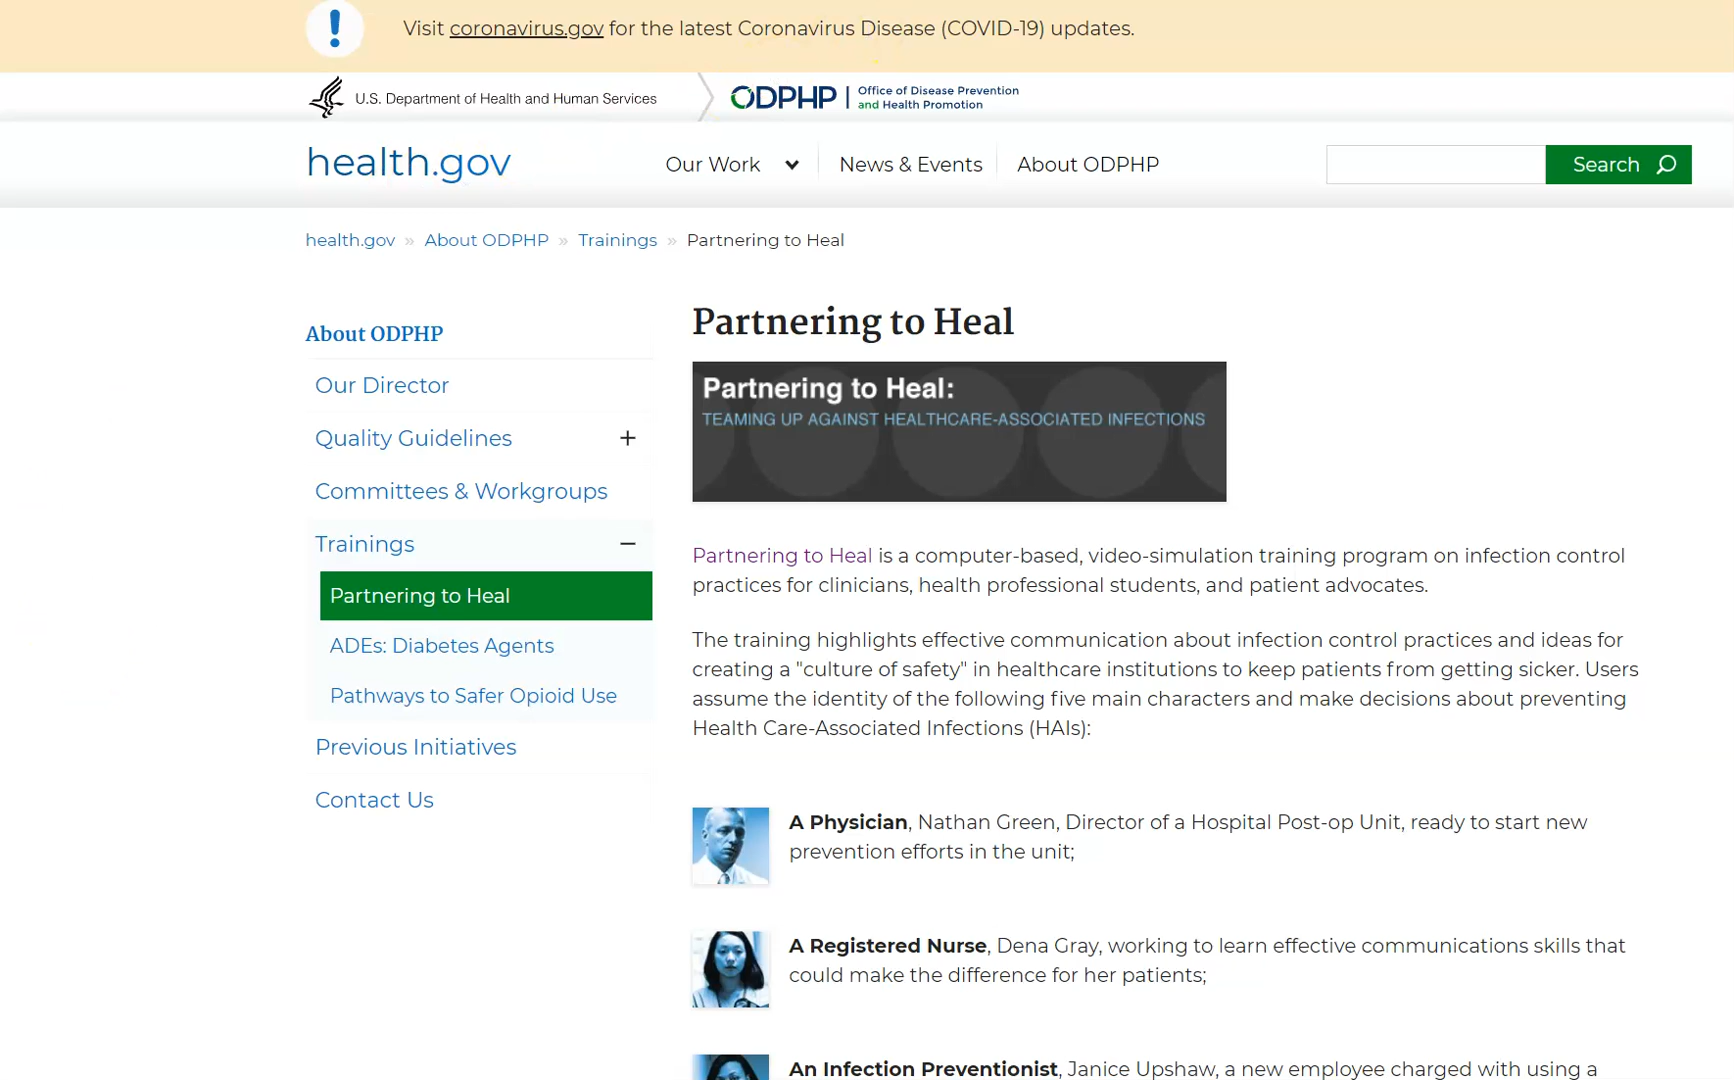 Visit coronavirus.gov for the latest Coronavirus Disease (COVID-19) updates.
U.S. Department of Health and Human Services
ODPHP | Office of Disease Prevention
and Health Promotion
health.gov
Our Work
News & Events
About ODPHP
Search
health.gov » About ODPHP » Trainings » Partnering to Heal
About ODPHP
Our Director
Quality Guidelines +
Committees & Workgroups
Trainings −
Partnering to Heal
ADEs: Diabetes Agents
Pathways to Safer Opioid Use
Previous Initiatives
Contact Us
Partnering to Heal
Partnering to Heal:
TEAMING UP AGAINST HEALTHCARE-ASSOCIATED INFECTIONS
Partnering to Heal is a computer-based, video-simulation training program on infection control
practices for clinicians, health professional students, and patient advocates.
The training highlights effective communication about infection control practices and ideas for
creating a "culture of safety" in healthcare institutions to keep patients from getting sicker. Users
assume the identity of the following five main characters and make decisions about preventing
Health Care-Associated Infections (HAIs):
A Physician, Nathan Green, Director of a Hospital Post-op Unit, ready to start new
prevention efforts in the unit;
A Registered Nurse, Dena Gray, working to learn effective communications skills that
could make the difference for her patients;
An Infection Preventionist, Janice Upshaw, a new employee charged with using a